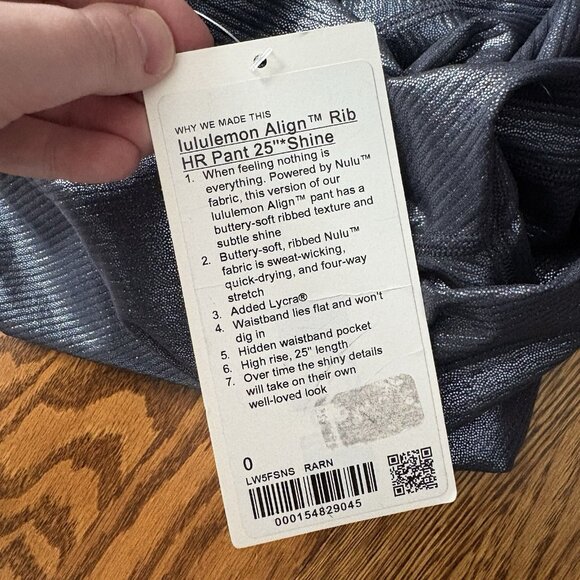 WHY WE MADE THIS
lululemon Align™ Rib
HR Pant 25"*Shine
1. When feeling nothing is
everything. Powered by Nulu™
fabric, this version of our
lululemon Align™ pant has a
buttery-soft ribbed texture and
subtle shine
2. Buttery-soft, ribbed Nulu™
fabric is sweat-wicking,
quick-drying, and four-way
stretch
3. Added Lycra®
4. Waistband lies flat and won't
dig in
5. Hidden waistband pocket
6. High rise, 25" length
7. Over time the shiny details
will take on their own
well-loved look
0
LW5FSNS RARN
000154829045